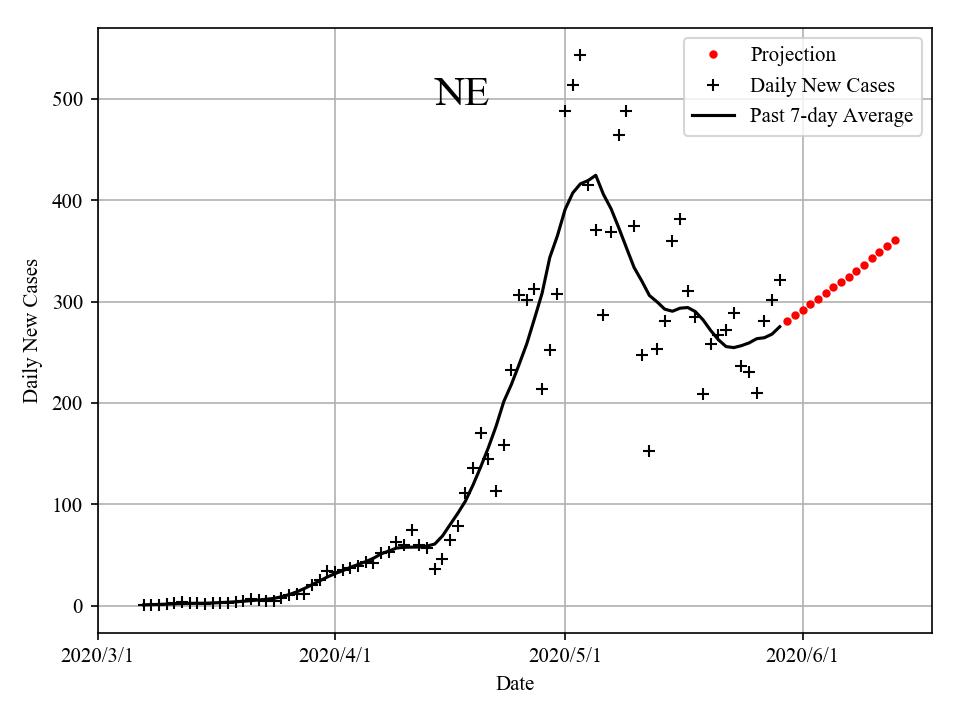 NE
Projection
Daily New Cases
Past 7-day Average
Daily New Cases
500
400
300
200
100
0
2020/3/1
2020/4/1
2020/5/1
2020/6/1
Date